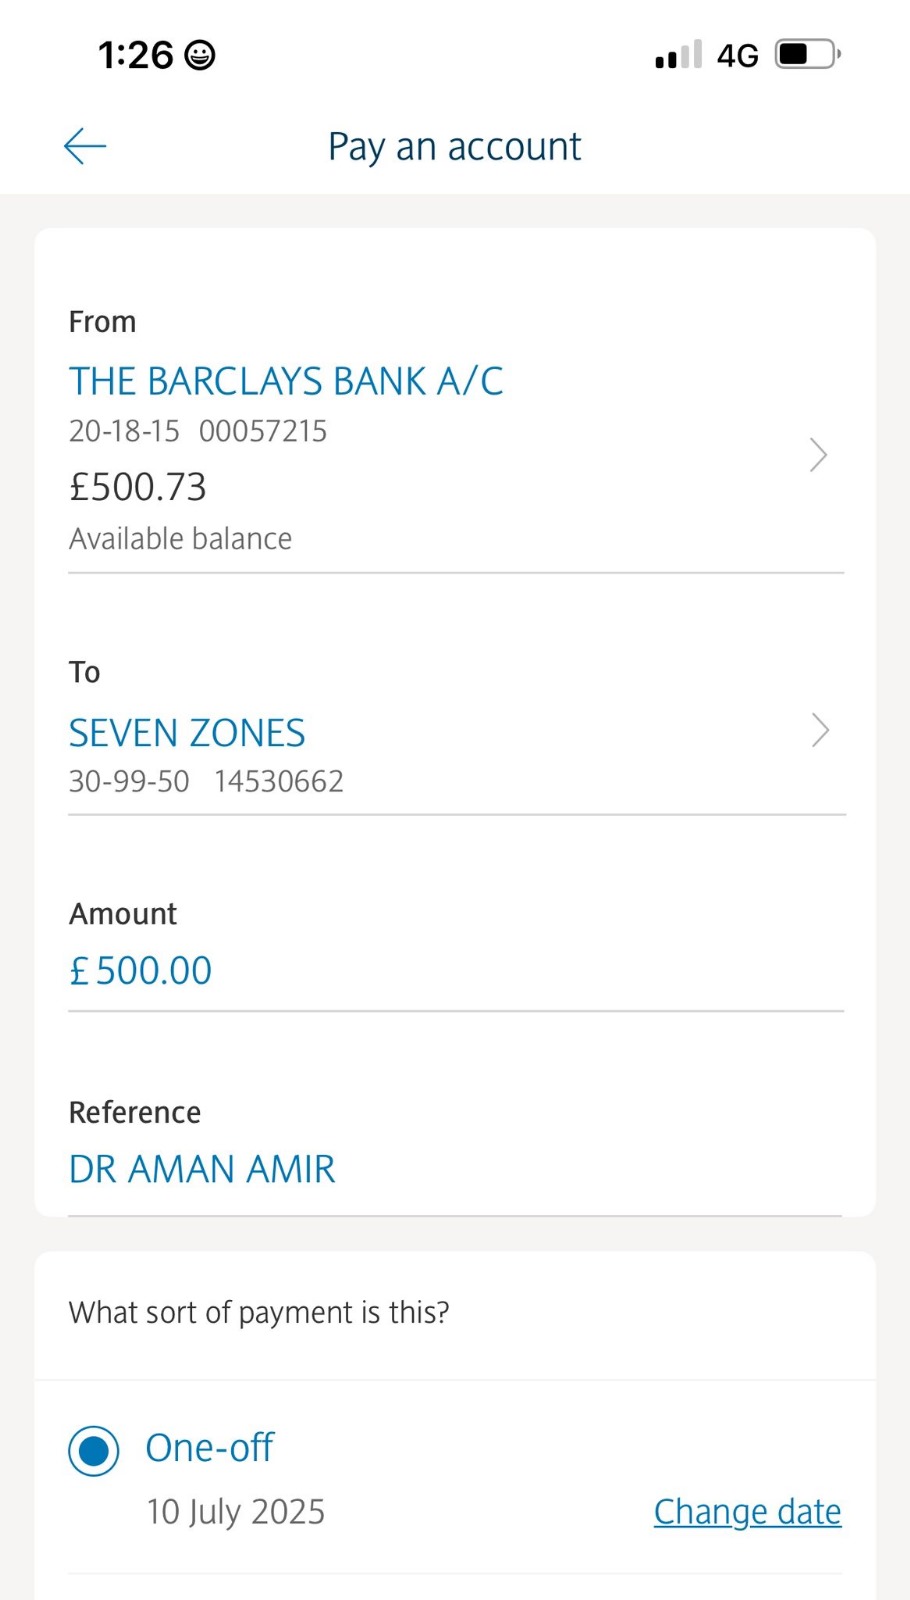 1:26
4G
Pay an account
From
THE BARCLAYS BANK A/C
20-18-15 00057215
£500.73
Available balance
To
SEVEN ZONES
30-99-50 14530662
Amount
£500.00
Reference
DR AMAN AMIR
What sort of payment is this?
One-off
10 July 2025 Change date